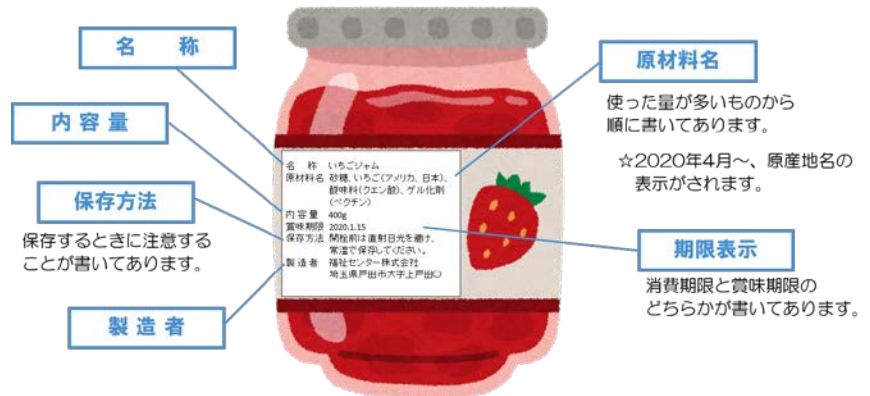 名　称
内 容 量
保存方法
保存するときに注意する
ことが書いてあります。
製 造 者
名　称　いちごジャム
原材料名　砂糖、いちご(アメリカ、日本)、
酸味料(クエン酸)、ゲル化剤
(ペクチン)
内 容 量　400g
賞味期限　2020.1.15
保存方法　開栓前は直射日光を避け、
常温で保存してください。
製 造 者　福祉センター株式会社
埼玉県戸田市大字上戸田〇
原材料名
使った量が多いものから
順に書いてあります。
☆2020年4月～、原産地名の
表示がされます。
期限表示
消費期限と賞味期限の
どちらかが書いてあります。